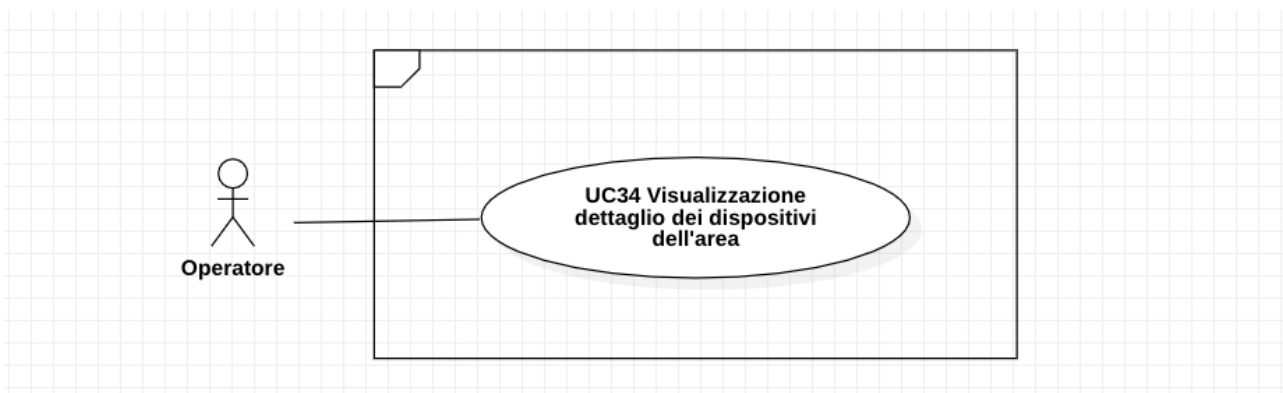 UC34 Visualizzazione
dettaglio dei dispositivi
dell'area
Operatore